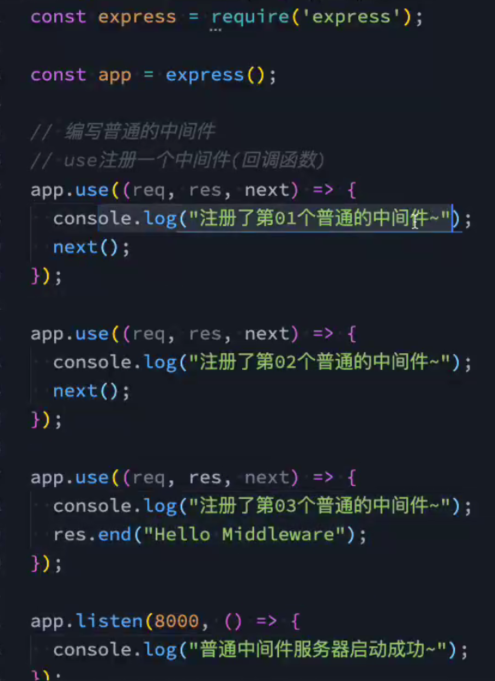 const express = require('express');
const app = express();
// 编写普通的中间件
// use注册一个中间件(回调函数)
app.use((req, res, next) => {
console.log("注册了第01个普通的中间件~");
next();
});
app.use((req, res, next) => {
console.log("注册了第02个普通的中间件~");
next();
});
app.use((req, res, next) => {
console.log("注册了第03个普通的中间件~");
res.end("Hello Middleware");
});
app.listen(8000, () => {
console.log("普通中间件服务器启动成功~");
});